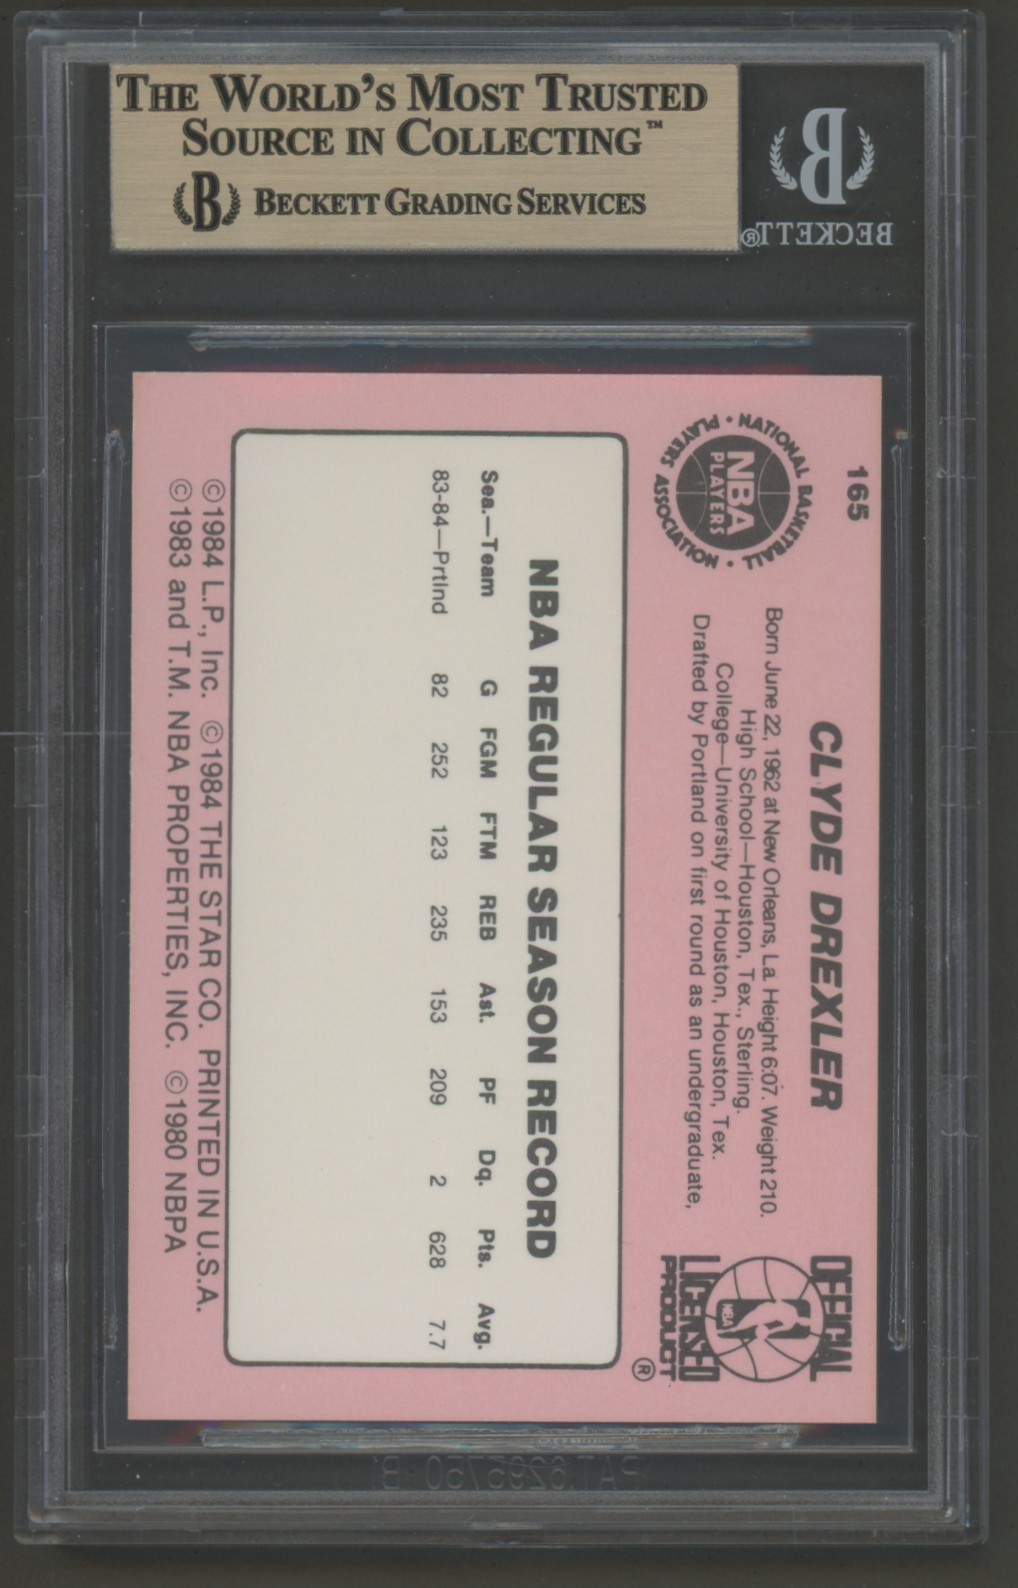 THE WORLD'S MOST TRUSTED
SOURCE IN COLLECTING™
B BECKETT GRADING SERVICES
B
BECKETT®
165
NATIONAL BASKETBALL • PLAYERS ASSOCIATION •
NBA
PLAYERS
CLYDE DREXLER
Born June 22, 1962 at New Orleans, La. Height 6:07. Weight 210.
High School—Houston, Tex., Sterling.
College—University of Houston, Houston, Tex.
Drafted by Portland on first round as an undergraduate,
OFFICIAL
NBA
LICENSED
PRODUCT
®
NBA REGULAR SEASON RECORD
Sea.—Team G FGM FTM REB Ast. PF Dq. Pts. Avg.
83-84—Prtlnd 82 252 123 235 153 209 2 628 7.7
©1984 L.P., Inc. ©1984 THE STAR CO. PRINTED IN U.S.A.
©1983 and T.M. NBA PROPERTIES, INC. ©1980 NBPA